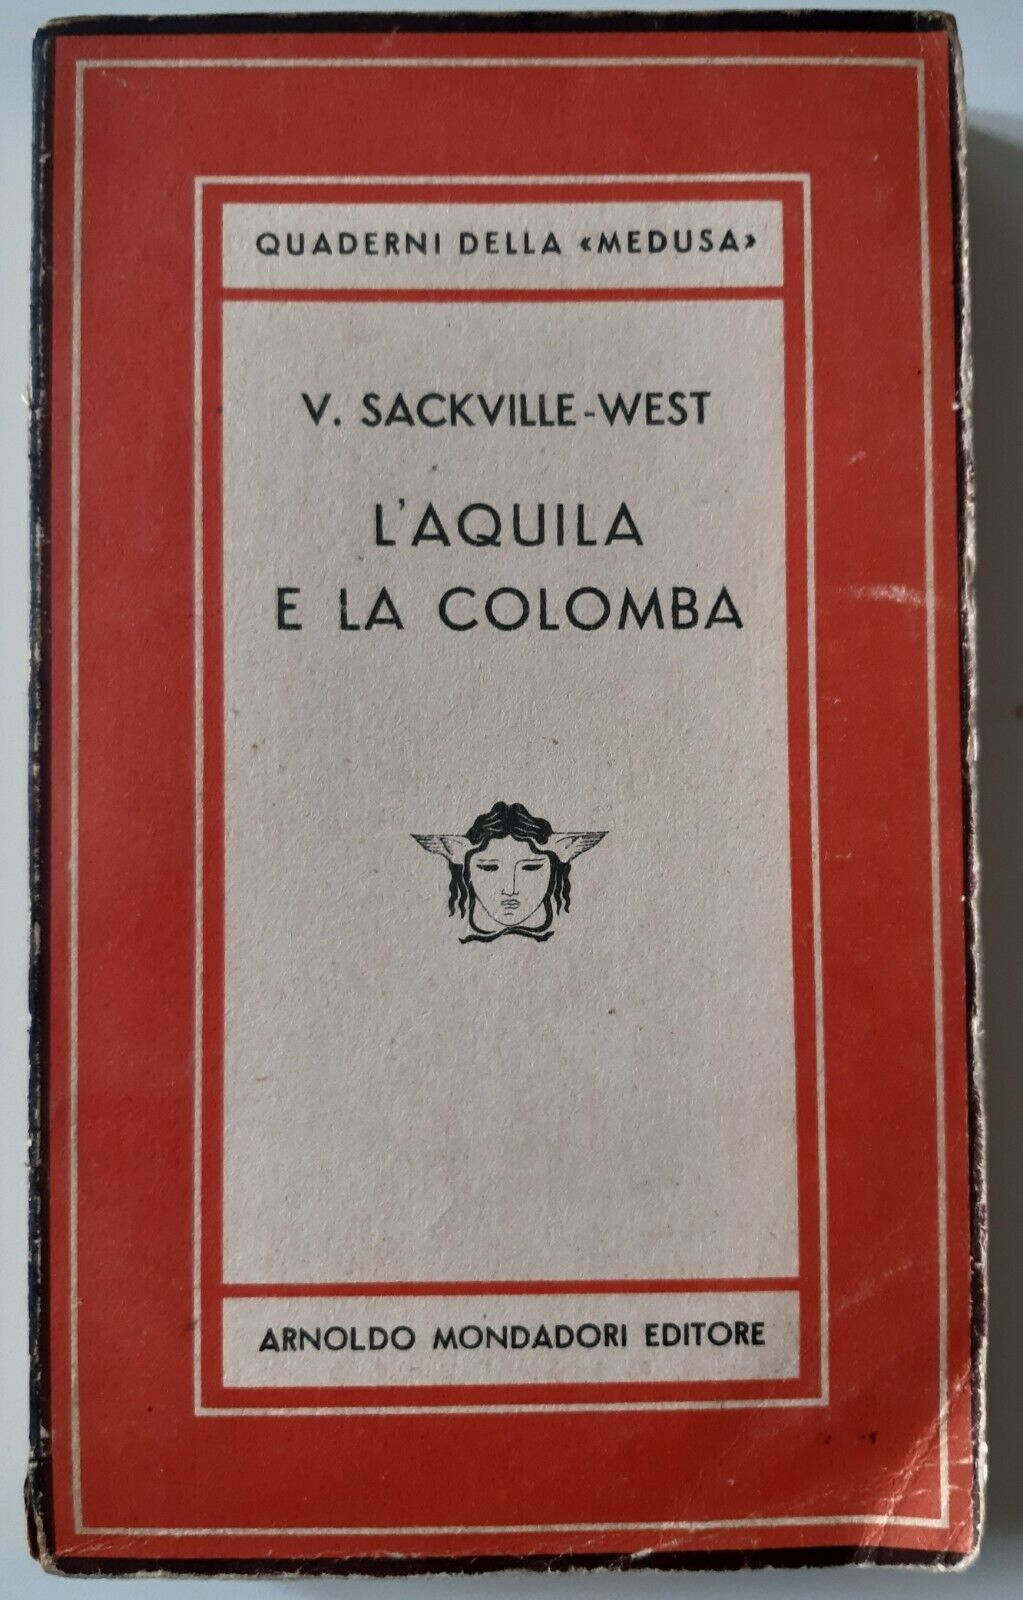 QUADERNI DELLA «MEDUSA»
V. SACKVILLE-WEST
L'AQUILA
E LA COLOMBA
ARNOLDO MONDADORI EDITORE